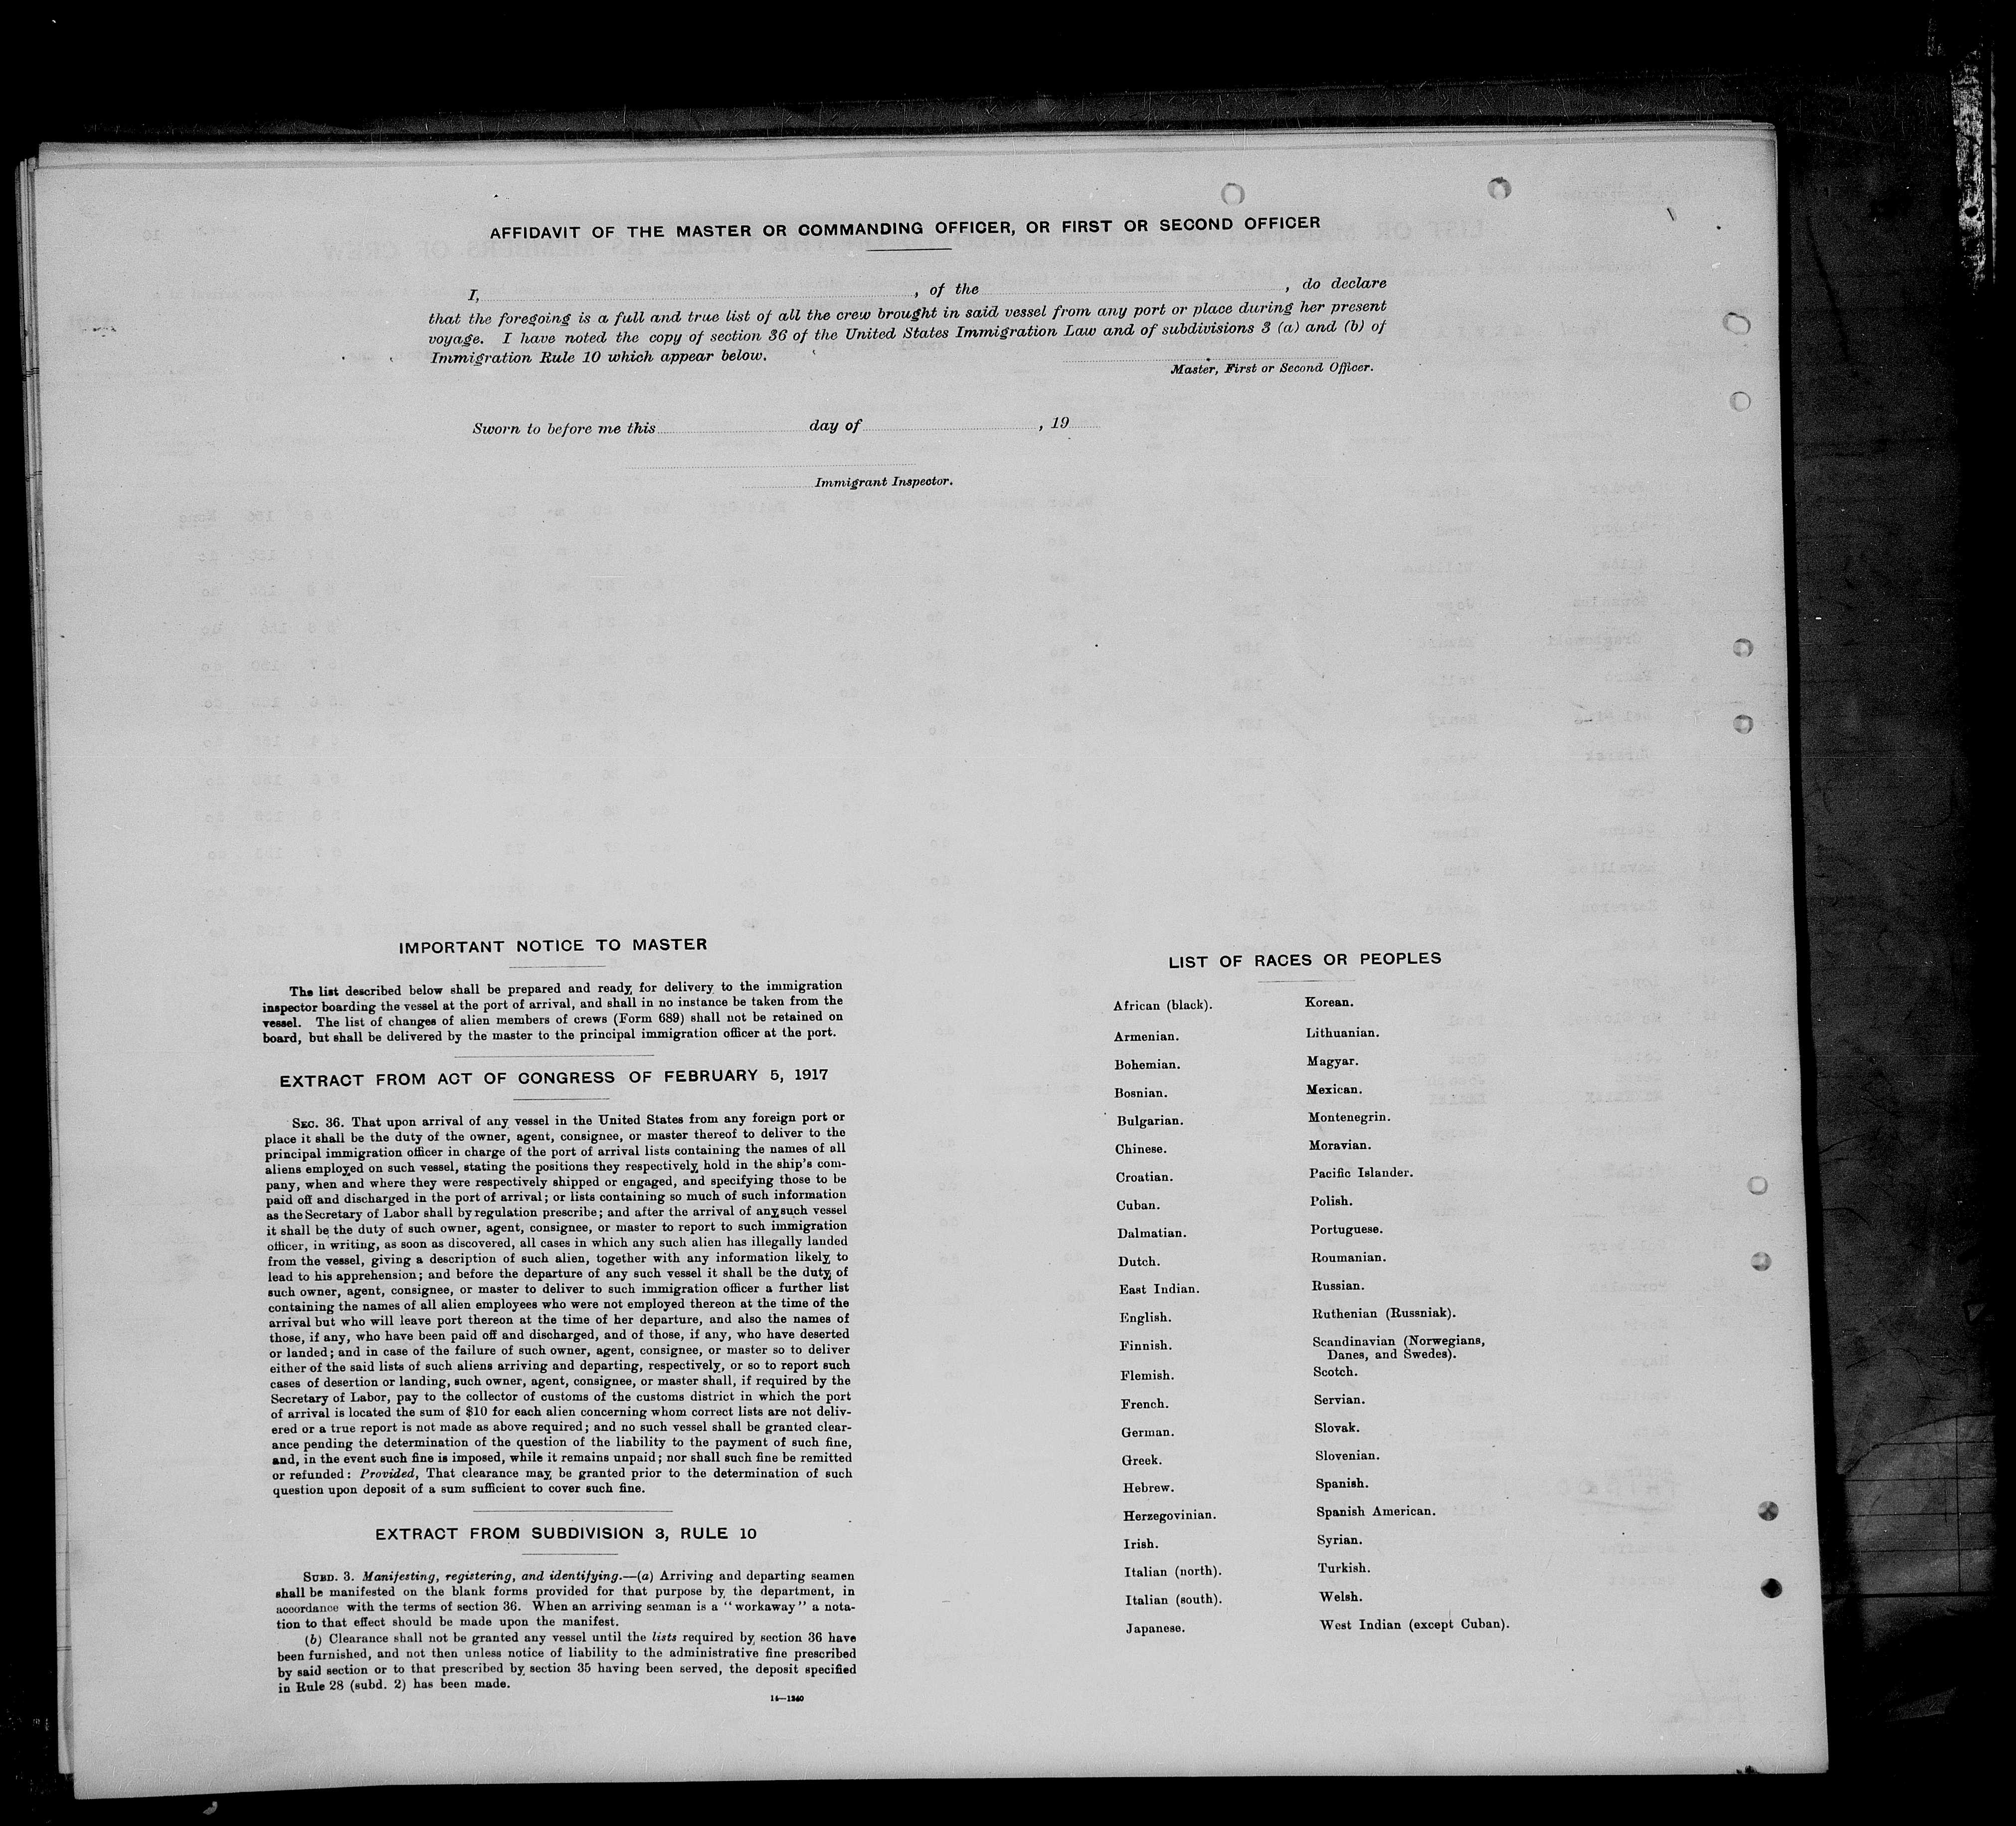 AFFIDAVIT OF THE MASTER OR COMMANDING OFFICER, OR FIRST OR SECOND OFFICER
I, , of the , do declare
that the foregoing is a full and true list of all the crew brought in said vessel from any port or place during her present
voyage. I have noted the copy of section 36 of the United States Immigration Law and of subdivisions 3 (a) and (b) of
Immigration Rule 10 which appear below.
Master, First or Second Officer.
Sworn to before me this day of , 19
Immigrant Inspector.
IMPORTANT NOTICE TO MASTER
The list described below shall be prepared and ready for delivery to the immigration
inspector boarding the vessel at the port of arrival, and shall in no instance be taken from the
vessel. The list of changes of alien members of crews (Form 689) shall not be retained on
board, but shall be delivered by the master to the principal immigration officer at the port.
EXTRACT FROM ACT OF CONGRESS OF FEBRUARY 5, 1917
SEC. 36. That upon arrival of any vessel in the United States from any foreign port or
place it shall be the duty of the owner, agent, consignee, or master thereof to deliver to the
principal immigration officer in charge of the port of arrival lists containing the names of all
aliens employed on such vessel, stating the positions they respectively hold in the ship's com-
pany, when and where they were respectively shipped or engaged, and specifying those to be
paid off and discharged in the port of arrival; or lists containing so much of such information
as the Secretary of Labor shall by regulation prescribe; and after the arrival of any such vessel
it shall be the duty of such owner, agent, consignee, or master to report to such immigration
officer, in writing, as soon as discovered, all cases in which any such alien has illegally landed
from the vessel, giving a description of such alien, together with any information likely to
lead to his apprehension; and before the departure of any such vessel it shall be the duty of
such owner, agent, consignee, or master to deliver to such immigration officer a further list
containing the names of all alien employees who were not employed thereon at the time of the
arrival but who will leave port thereon at the time of her departure, and also the names of
those, if any, who have been paid off and discharged, and of those, if any, who have deserted
or landed; and in case of the failure of such owner, agent, consignee, or master so to deliver
either of the said lists of such aliens arriving and departing, respectively, or so to report such
cases of desertion or landing, such owner, agent, consignee, or master shall, if required by the
Secretary of Labor, pay to the collector of customs of the customs district in which the port
of arrival is located the sum of $10 for each alien concerning whom correct lists are not deliv-
ered or a true report is not made as above required; and no such vessel shall be granted clear-
ance pending the determination of the question of the liability to the payment of such fine,
and, in the event such fine is imposed, while it remains unpaid; nor shall such fine be remitted
or refunded: Provided, That clearance may be granted prior to the determination of such
question upon deposit of a sum sufficient to cover such fine.
EXTRACT FROM SUBDIVISION 3, RULE 10
SUBD. 3. Manifesting, registering, and identifying.—(a) Arriving and departing seamen
shall be manifested on the blank forms provided for that purpose by the department, in
accordance with the terms of section 36. When an arriving seaman is a "workaway" a nota-
tion to that effect should be made upon the manifest.
(b) Clearance shall not be granted any vessel until the lists required by section 36 have
been furnished, and not then unless notice of liability to the administrative fine prescribed
by said section or to that prescribed by section 35 having been served, the deposit specified
in Rule 28 (subd. 2) has been made.
14—1240
LIST OF RACES OR PEOPLES
African (black).
Armenian.
Bohemian.
Bosnian.
Bulgarian.
Chinese.
Croatian.
Cuban.
Dalmatian.
Dutch.
East Indian.
English.
Finnish.
Flemish.
French.
German.
Greek.
Hebrew.
Herzegovinian.
Irish.
Italian (north).
Italian (south).
Japanese.
Korean.
Lithuanian.
Magyar.
Mexican.
Montenegrin.
Moravian.
Pacific Islander.
Polish.
Portuguese.
Roumanian.
Russian.
Ruthenian (Russniak).
Scandinavian (Norwegians,
Danes, and Swedes).
Scotch.
Servian.
Slovak.
Slovenian.
Spanish.
Spanish American.
Syrian.
Turkish.
Welsh.
West Indian (except Cuban).